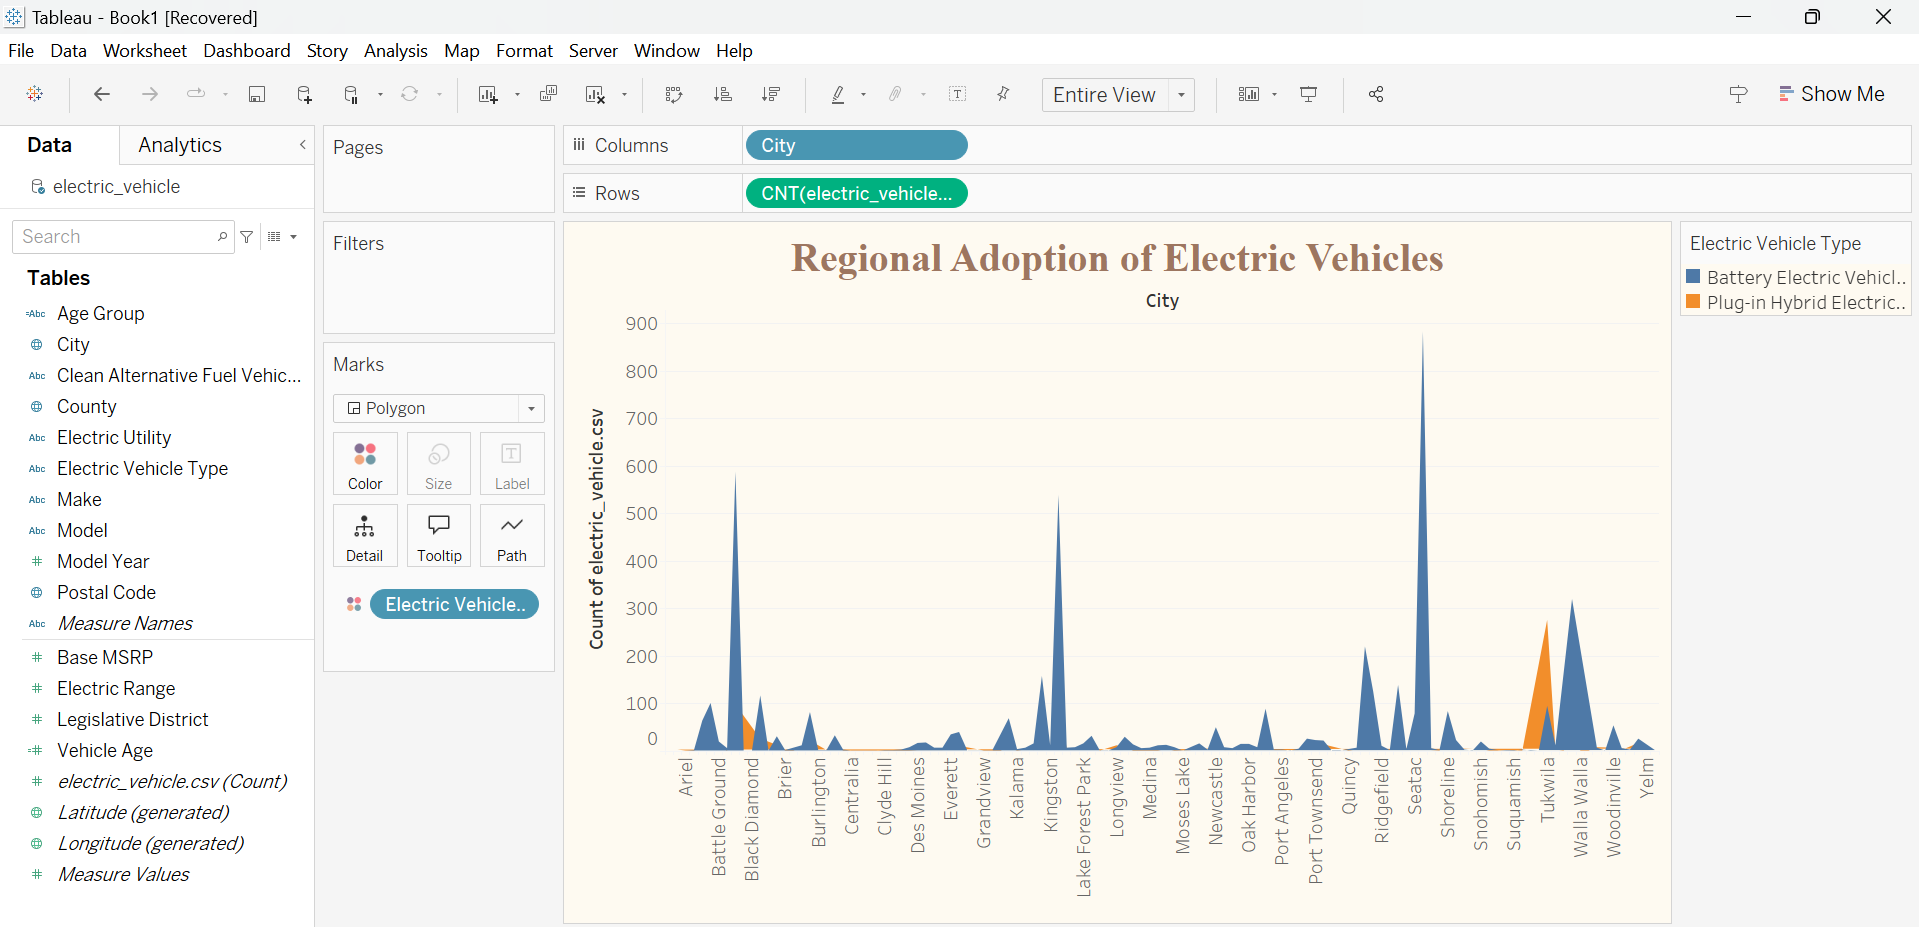 Tableau - Book1 [Recovered]
File Data Worksheet Dashboard Story Analysis Map Format Server Window Help
Entire View
Show Me
Data Analytics
electric_vehicle
Search
Tables
Abc Age Group
City
Abc Clean Alternative Fuel Vehic...
County
Abc Electric Utility
Abc Electric Vehicle Type
Abc Make
Abc Model
# Model Year
Postal Code
Abc Measure Names
# Base MSRP
# Electric Range
# Legislative District
# Vehicle Age
# electric_vehicle.csv (Count)
Latitude (generated)
Longitude (generated)
# Measure Values
Pages
Filters
Marks
Polygon
Color Size Label
Detail Tooltip Path
Electric Vehicle..
Columns City
Rows CNT(electric_vehicle...
Regional Adoption of Electric Vehicles
City
Count of electric_vehicle.csv
900
800
700
600
500
400
300
200
100
0
Ariel
Battle Ground
Black Diamond
Brier
Burlington
Centralia
Clyde Hill
Des Moines
Everett
Grandview
Kalama
Kingston
Lake Forest Park
Longview
Medina
Moses Lake
Newcastle
Oak Harbor
Port Angeles
Port Townsend
Quincy
Ridgefield
Seatac
Shoreline
Snohomish
Suquamish
Tukwila
Walla Walla
Woodinville
Yelm
Electric Vehicle Type
Battery Electric Vehicl..
Plug-in Hybrid Electric..